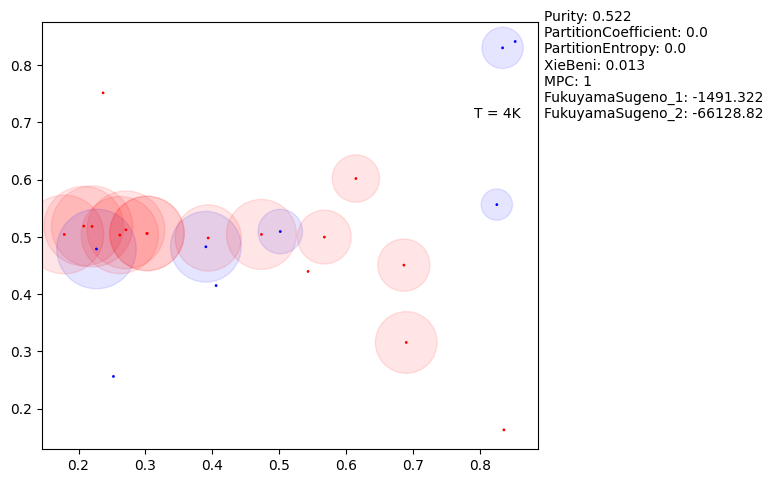 Purity: 0.522
PartitionCoefficient: 0.0
PartitionEntropy: 0.0
XieBeni: 0.013
MPC: 1
FukuyamaSugeno_1: -1491.322
FukuyamaSugeno_2: -66128.82
T = 4K
0.8
0.7
0.6
0.5
0.4
0.3
0.2
0.2 0.3 0.4 0.5 0.6 0.7 0.8